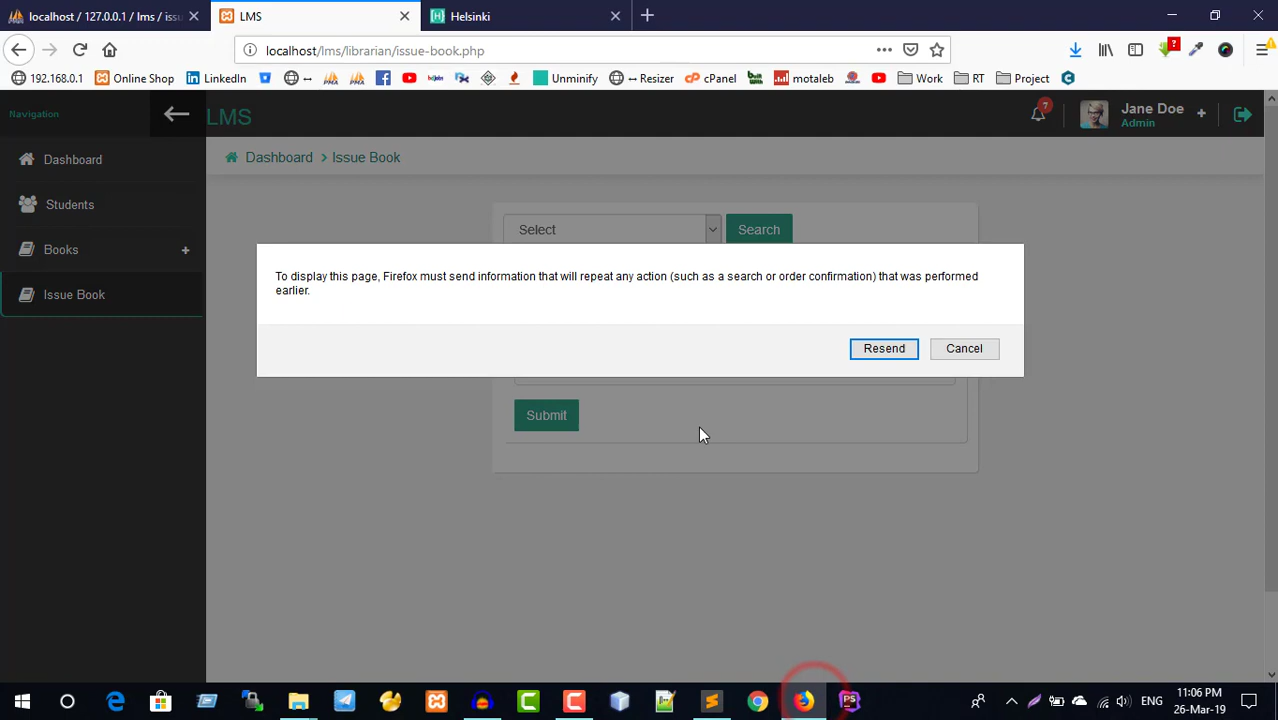 localhost / 127.0.0.1 / lms / issu
LMS
Helsinki
localhost/lms/librarian/issue-book.php
192.168.0.1
Online Shop
LinkedIn
Unminify
Resizer
cPanel
motaleb
Work
RT
Project
Navigation
LMS
7
Jane Doe
Admin
Dashboard > Issue Book
Dashboard
Students
Books
Issue Book
Select
Search
To display this page, Firefox must send information that will repeat any action (such as a search or order confirmation) that was performed
earlier.
Resend
Cancel
Submit
ENG
11:06 PM
26-Mar-19